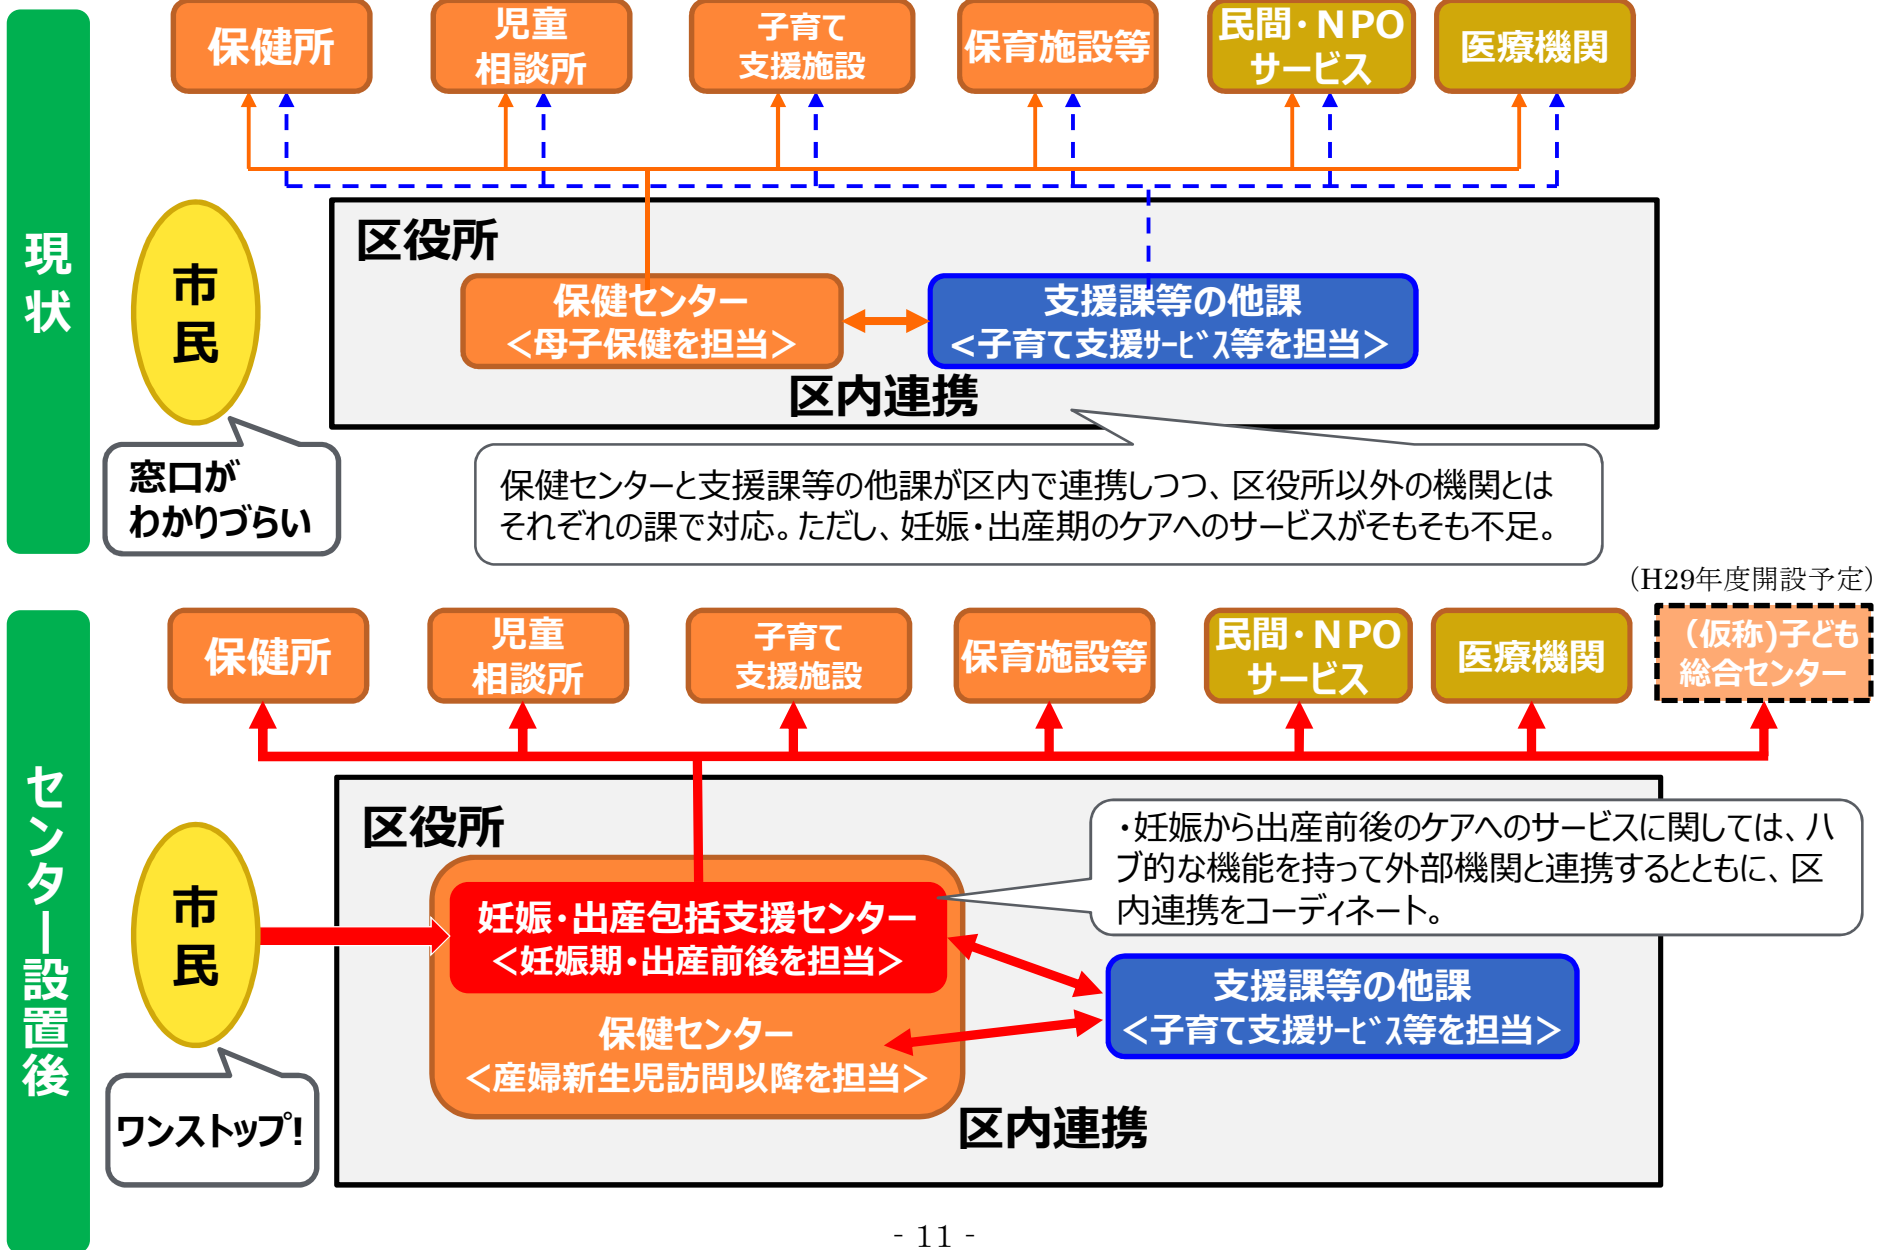 現状
保健所
児童
相談所
子育て
支援施設
保育施設等
民間・ＮPO
サービス
医療機関
市民
区役所
保健センター
＜母子保健を担当＞
支援課等の他課
＜子育て支援ｻｰﾋﾞｽ等を担当＞
区内連携
窓口が
わかりづらい
保健センターと支援課等の他課が区内で連携しつつ、区役所以外の機関とは
それぞれの課で対応。ただし、妊娠・出産期のケアへのサービスがそもそも不足。
（H29年度開設予定）
センター設置後
保健所
児童
相談所
子育て
支援施設
保育施設等
民間・ＮPO
サービス
医療機関
（仮称)子ども
総合センター
市民
区役所
・妊娠から出産前後のケアへのサービスに関しては、ハ
ブ的な機能を持って外部機関と連携するとともに、区
内連携をコーディネート。
妊娠・出産包括支援センター
＜妊娠期・出産前後を担当＞
支援課等の他課
＜子育て支援ｻｰﾋﾞｽ等を担当＞
保健センター
＜産婦新生児訪問以降を担当＞
区内連携
ワンストップ！
- 11 -